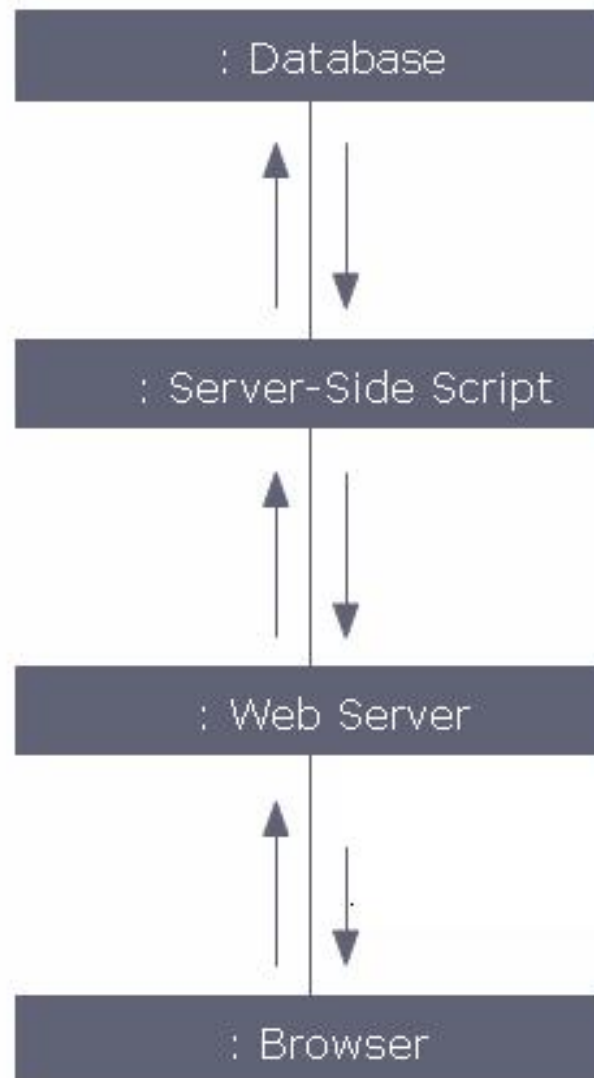 : Database
: Server-Side Script
: Web Server
: Browser